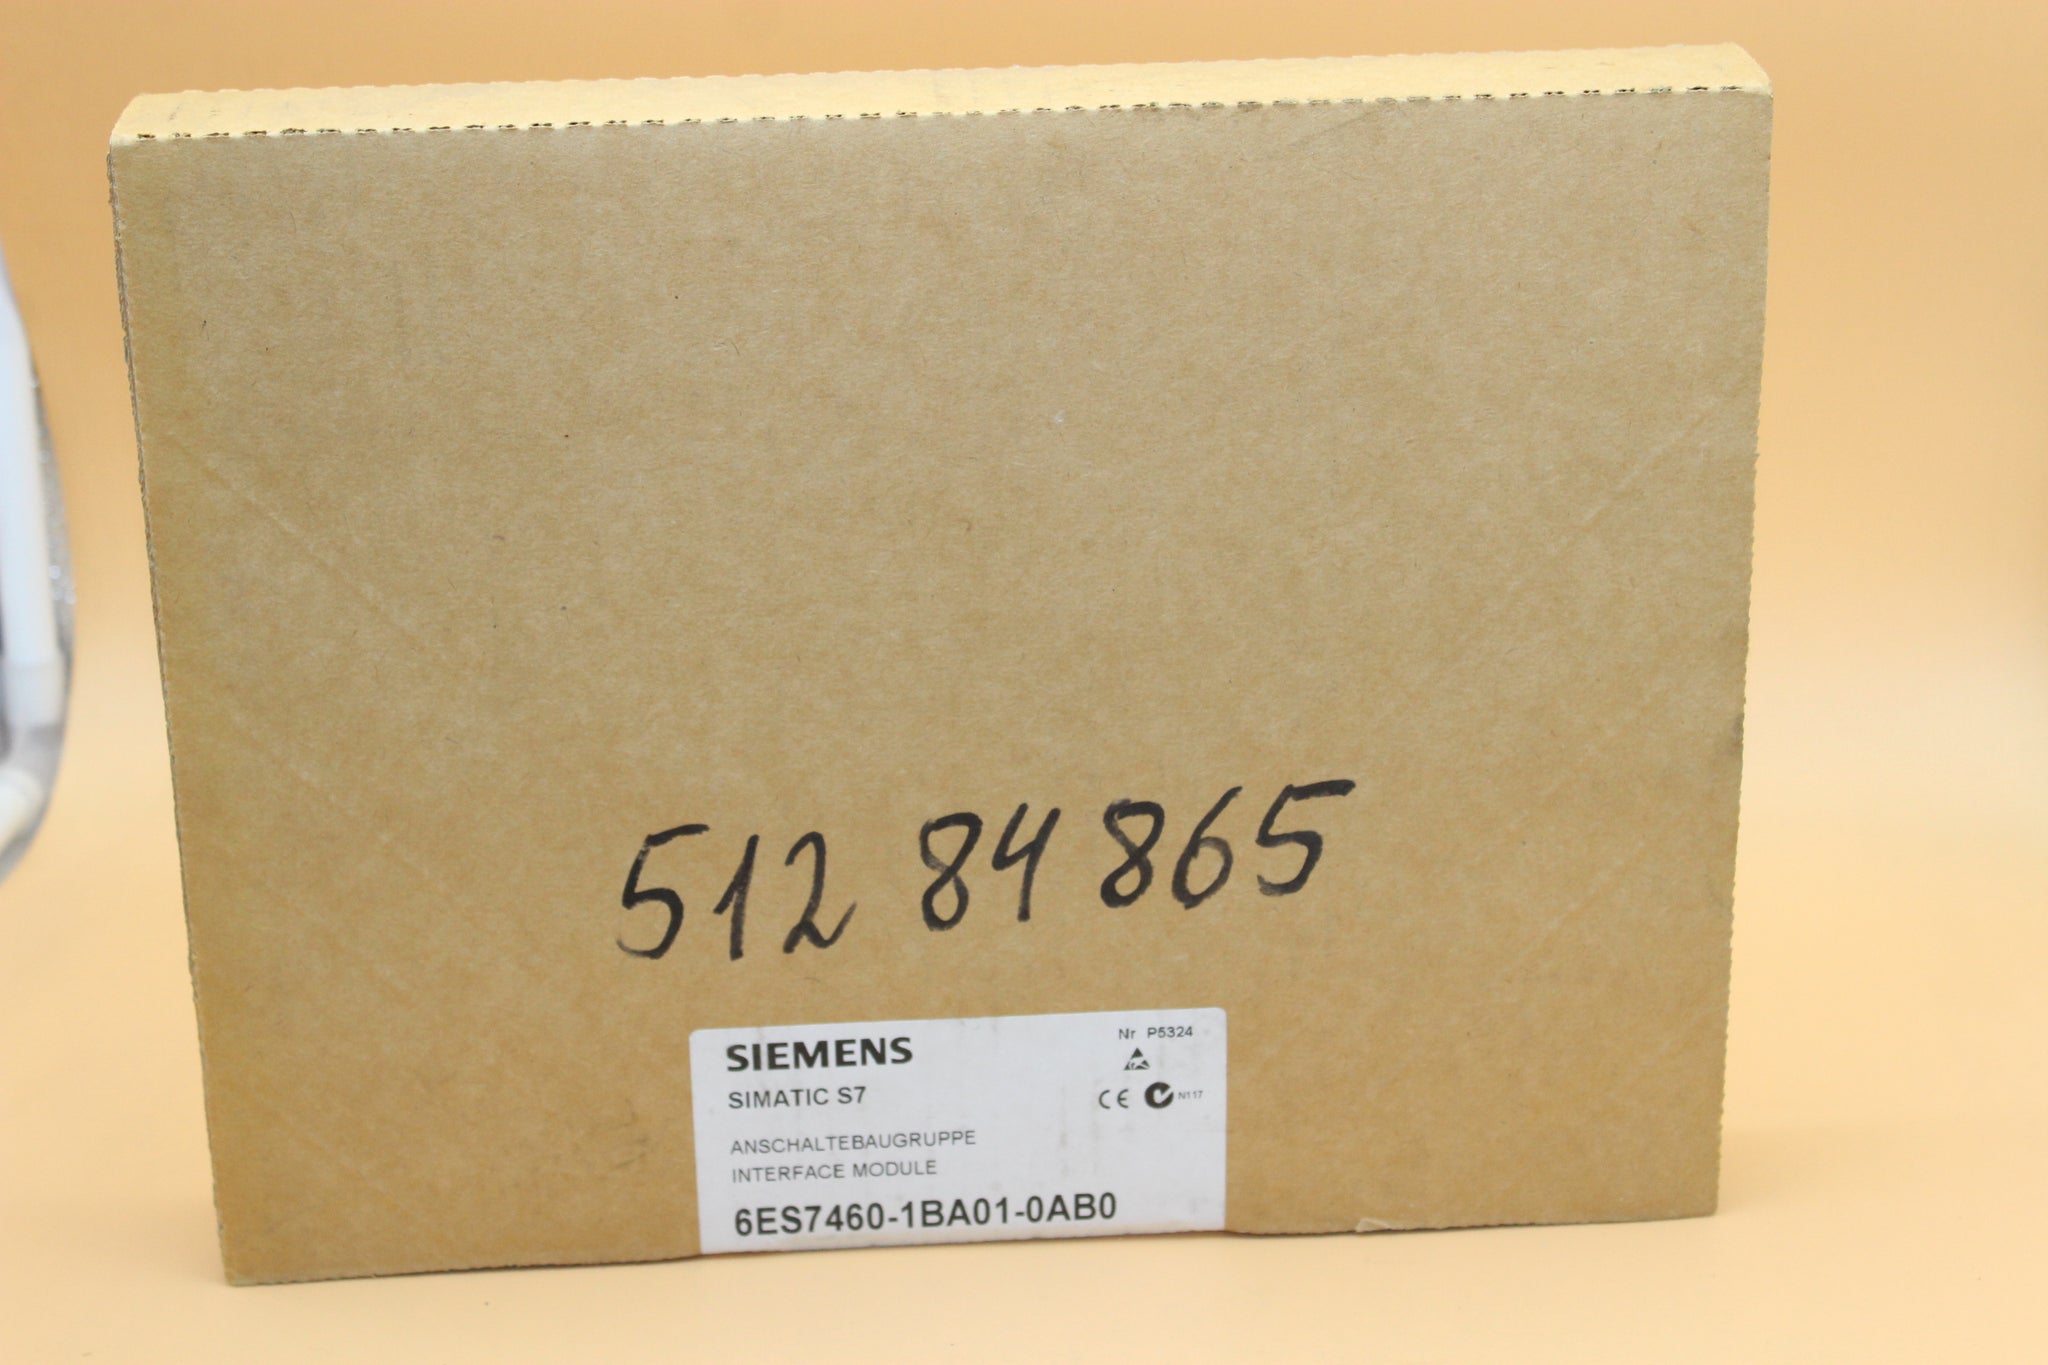 512 84 865
SIEMENS
Nr P5324
SIMATIC S7
CE N117
ANSCHALTEBAUGRUPPE
INTERFACE MODULE
6ES7460-1BA01-0AB0